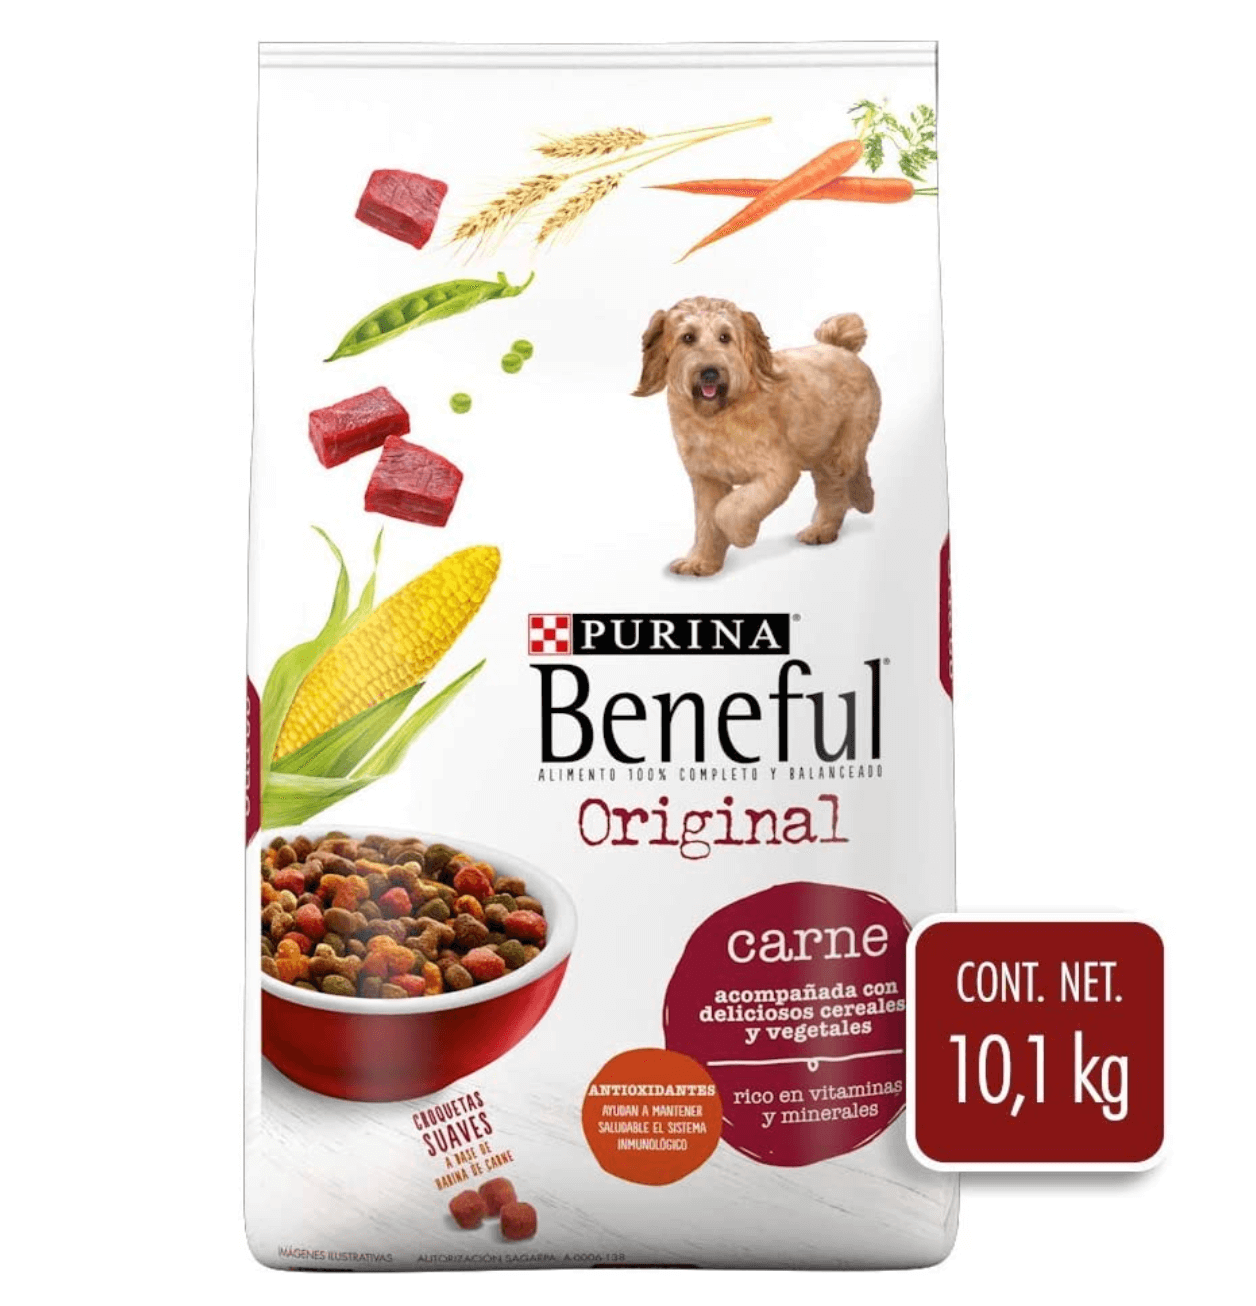 PURINA
Beneful
ALIMENTO 100% COMPLETO Y BALANCEADO
Original
carne
acompañada con
deliciosos cereales
y vegetales
rico en vitaminas
y minerales
CONT. NET.
10,1 kg
ANTIOXIDANTES
AYUDAN A MANTENER
SALUDABLE EL SISTEMA
INMUNOLÓGICO
CROQUETAS
SUAVES
A BASE DE
HARINA DE CARNE
IMÁGENES ILUSTRATIVAS
AUTORIZACIÓN SAGARPA A-0006-138